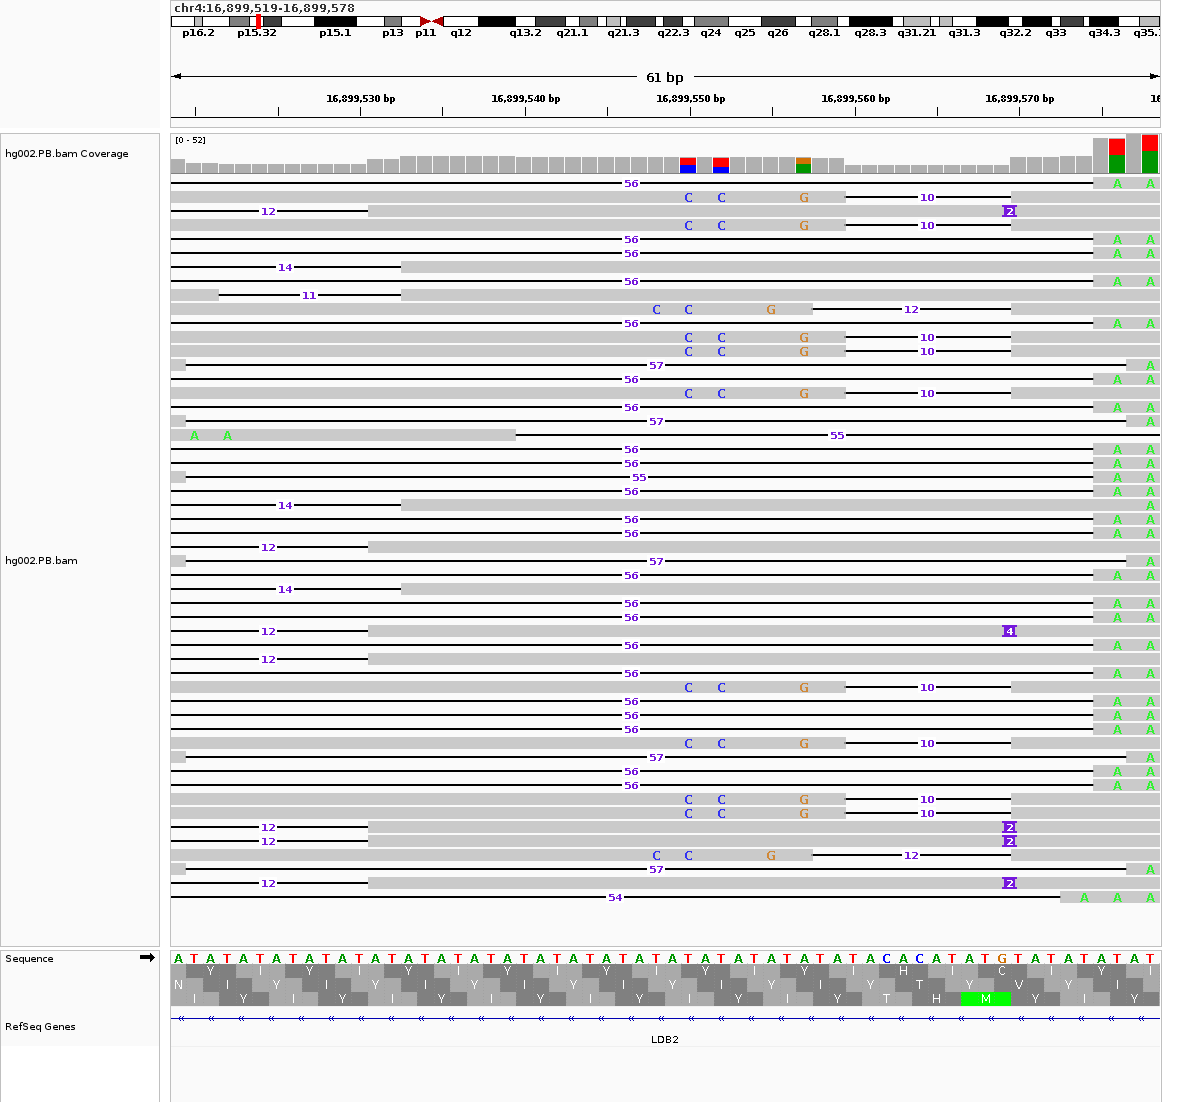 chr4:16,899,519-16,899,578
p16.2 p15.32 p15.1 p13 p11 q12 q13.2 q21.1 q21.3 q22.3 q24 q25 q26 q28.1 q28.3 q31.21 q31.3 q32.2 q33 q34.3 q35.
61 bp
16,899,530 bp 16,899,540 bp 16,899,550 bp 16,899,560 bp 16,899,570 bp 16
[0 - 52]
hg002.PB.bam Coverage
56 A A
C C G 10
12 2
C C G 10
56 A A
56 A A
14
56 A A
11
C C G 12
56 A A
C C G 10
C C G 10
57 A
56 A A
C C G 10
56 A A
57 A
A A 55
56 A A
56 A A
55 A A
56 A A
14 A
56 A A
56 A A
12
hg002.PB.bam
57 A
56 A A
14
56 A A
56 A A
12 4
56 A A
12
56 A A
C C G 10
56 A A
56 A A
56 A A
C C G 10
57 A
56 A A
56 A A
C C G 10
C C G 10
12 2
12 2
C C G 12
57 A
12 2
54 A A A
Sequence A T A T A T A T A T A T A T A T A T A T A T A T A T A T A T A T A T A T A T A T A T A C A C A T A T G T A T A T A T A T
Y I Y I Y I Y I Y I Y I Y I H I C I Y I
N I Y I Y I Y I Y I Y I Y I Y I Y T Y V Y I
I Y I Y I Y I Y I Y I Y I Y T H M Y I Y
RefSeq Genes
LDB2